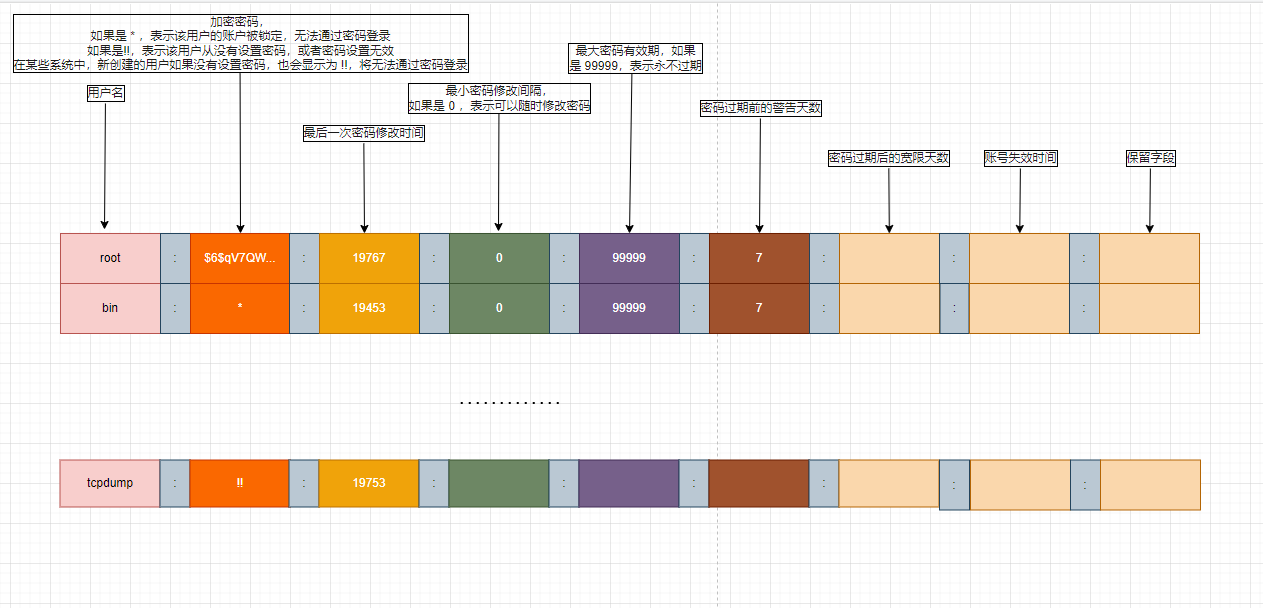 加密密码，
如果是 * ，表示该用户的账户被锁定，无法通过密码登录
如果是!!，表示该用户从没有设置密码，或者密码设置无效
在某些系统中，新创建的用户如果没有设置密码，也会显示为 !!，将无法通过密码登录
最大密码有效期，如果
是 99999，表示永不过期
用户名
最小密码修改间隔，
如果是 0 ，表示可以随时修改密码
密码过期前的警告天数
最后一次密码修改时间
密码过期后的宽限天数
账号失效时间
保留字段
root : $6$qV7QW... : 19767 : 0 : 99999 : 7 : : :
bin : * : 19453 : 0 : 99999 : 7 : : :
.............
tcpdump : !! : 19753 : : : : : :